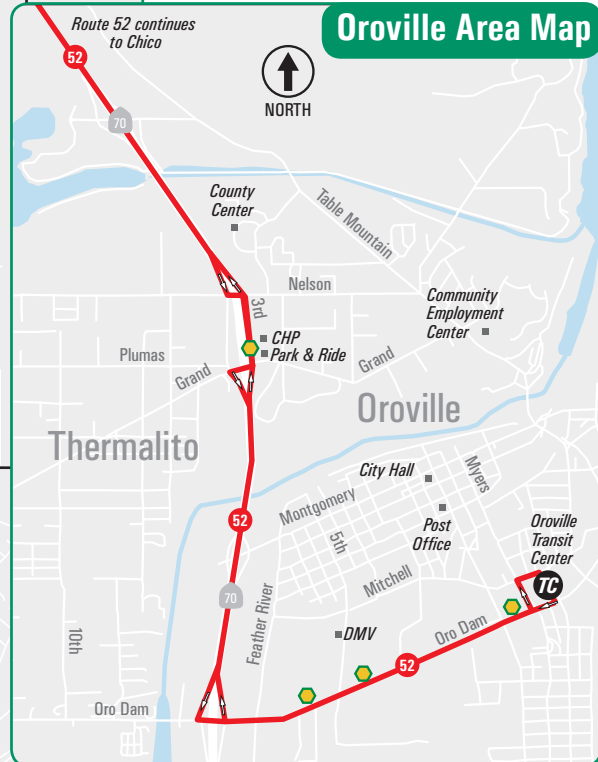 Oroville Area Map
Route 52 continues
to Chico
52
NORTH
70
County
Center
Table Mountain
Nelson
3rd
Community
Employment
Center
CHP
Park & Ride
Plumas
Grand
Grand
Oroville
Thermalito
City Hall
Myers
Montgomery
52
5th
Post
Office
Oroville
Transit
Center
Mitchell
TC
70
Feather River
Oro Dam
DMV
10th
52
Oro Dam